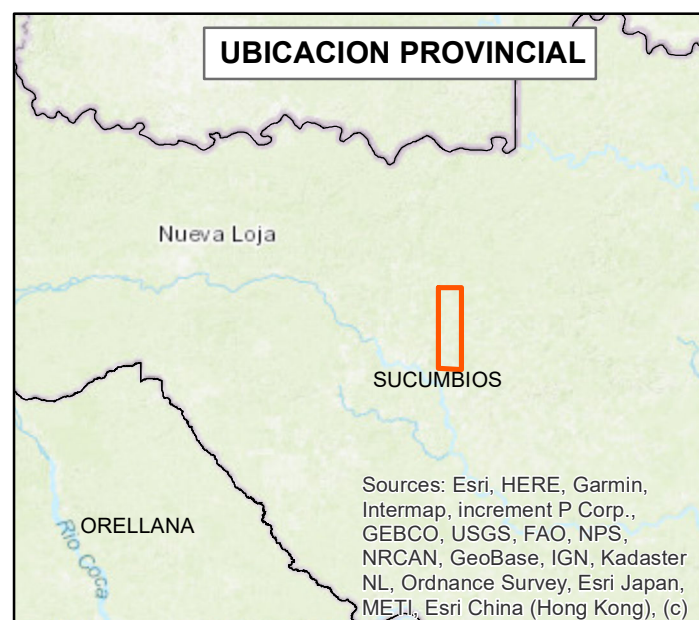 UBICACION PROVINCIAL
Nueva Loja
SUCUMBIOS
ORELLANA
Río Coca
Sources: Esri, HERE, Garmin,
Intermap, increment P Corp.,
GEBCO, USGS, FAO, NPS,
NRCAN, GeoBase, IGN, Kadaster
NL, Ordnance Survey, Esri Japan,
METI, Esri China (Hong Kong), (c)